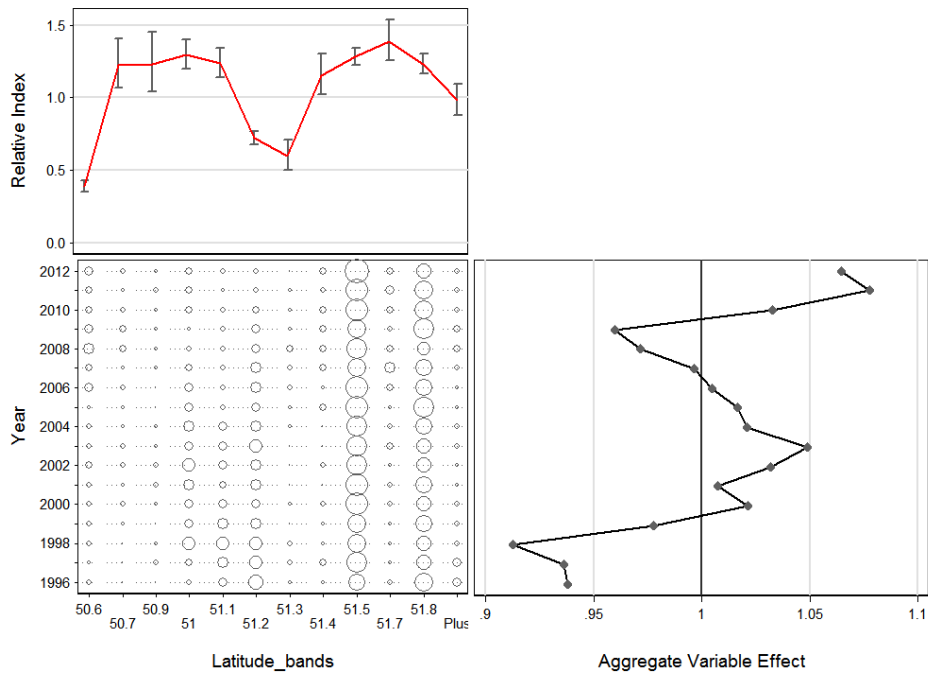 1.5
1.0
0.5
0.0
Relative Index
2012
2010
2008
2006
2004
2002
2000
1998
1996
Year
50.6 50.9 51.1 51.3 51.5 51.8
50.7 51 51.2 51.4 51.7 Plus
Latitude_bands
.9 .95 1 1.05 1.1
Aggregate Variable Effect